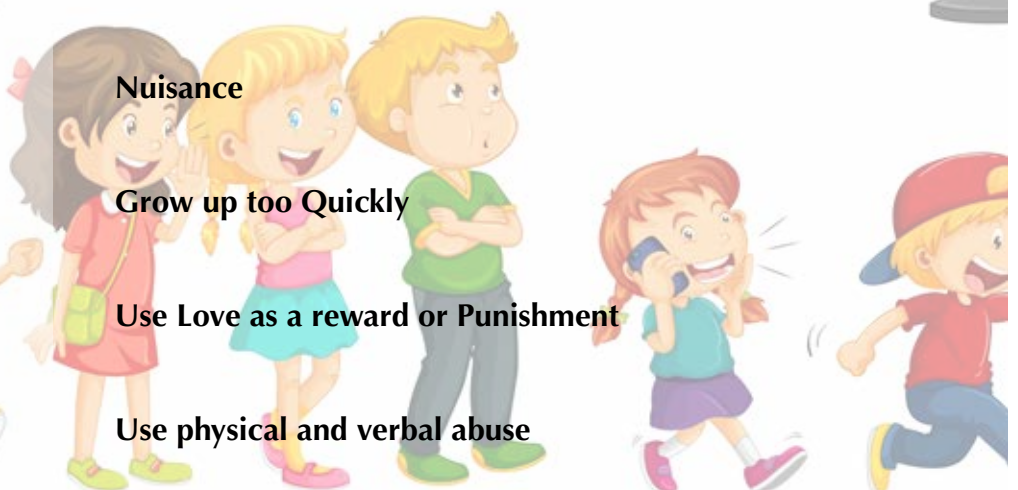 Nuisance
Grow up too Quickly
Use Love as a reward or Punishment
Use physical and verbal abuse